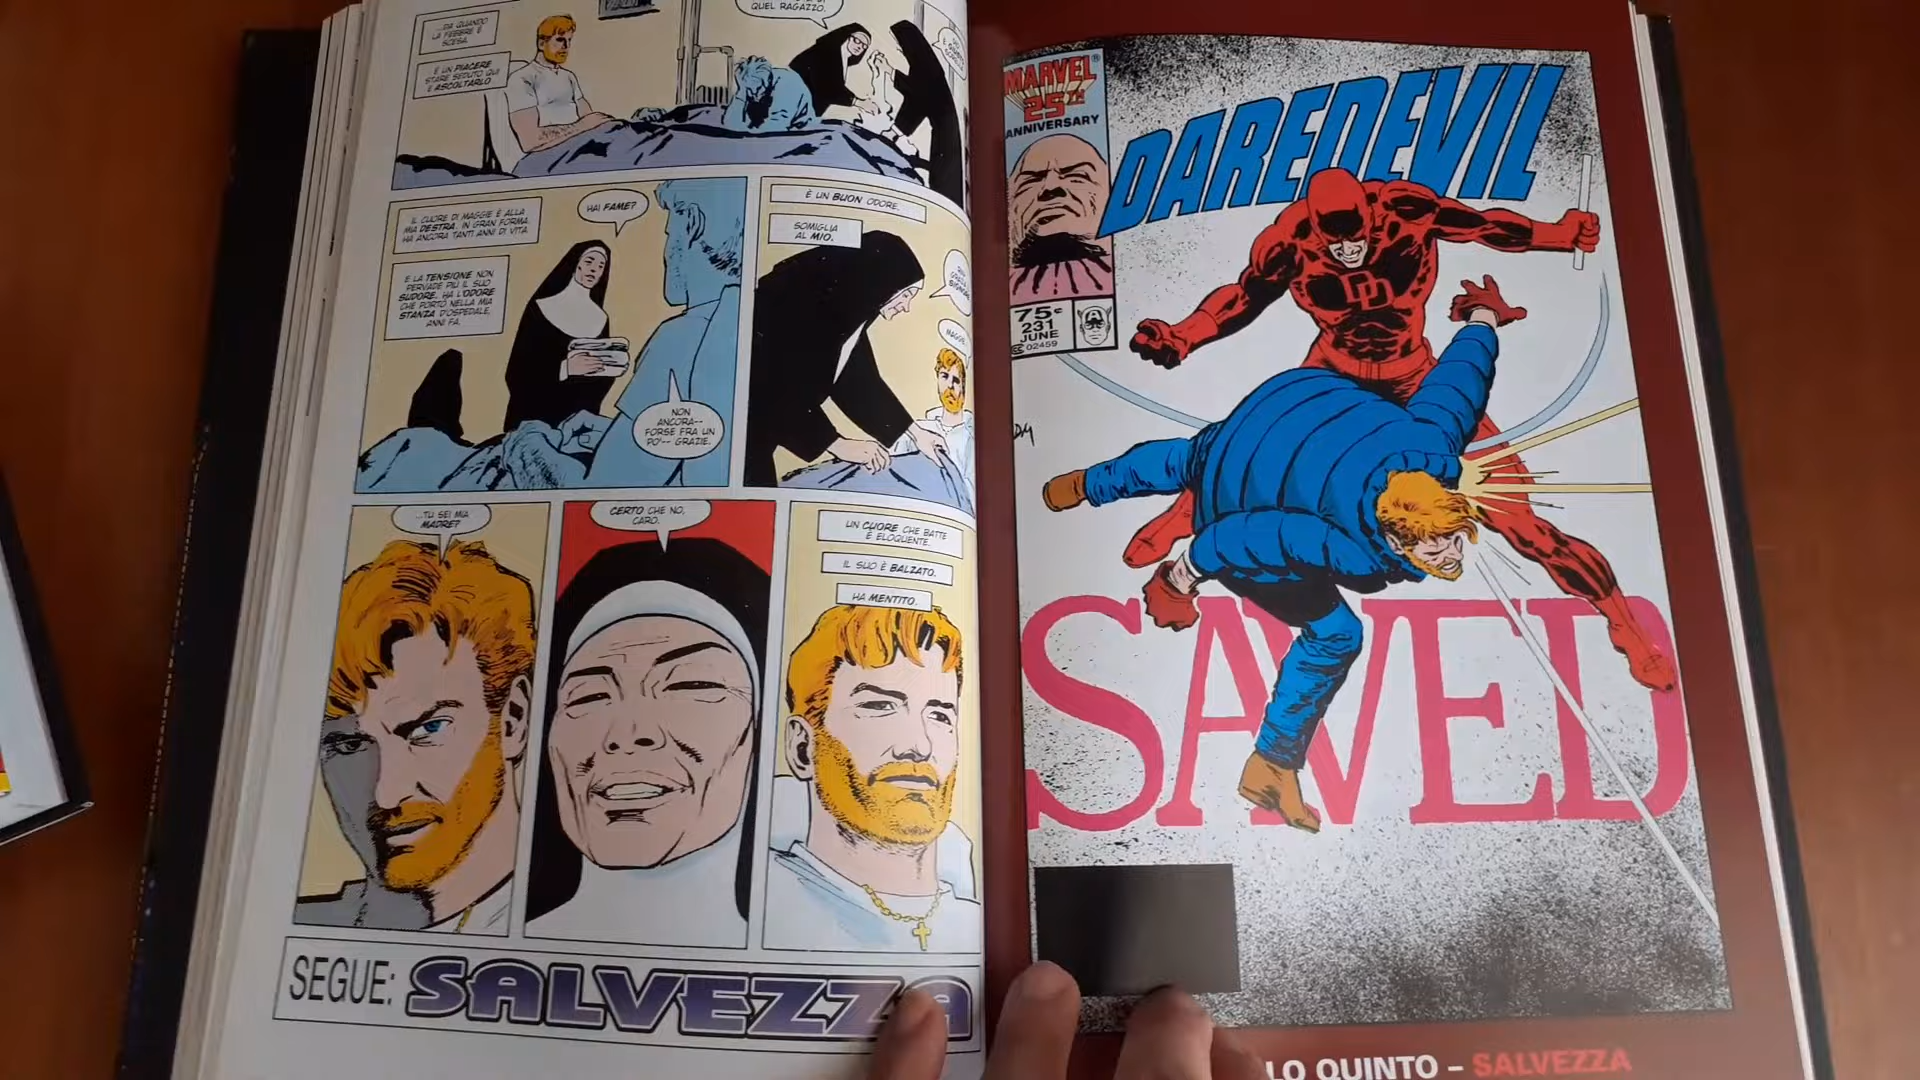 ...DA QUANDO
LA FEBBRE È
SCESA.
È UN PIACERE
STARE SEDUTO QUI
E ASCOLTARLO.
QUEL RAGAZZO.
IL CUORE DI MAGGIE È ALLA
MIA DESTRA. IN GRAN FORMA.
HA ANCORA TANTI ANNI DI VITA.
E LA TENSIONE NON
PERVADE PIÙ IL SUO
SUDORE. HA L'ODORE
CHE PORTÒ NELLA MIA
STANZA D'OSPEDALE,
ANNI FA.
HAI FAME?
NON
ANCORA--
FORSE FRA UN
PO'-- GRAZIE.
È UN BUON ODORE.
SOMIGLIA
AL MIO.
MAGGIE...
...TU SEI MIA
MADRE?
CERTO CHE NO,
CARO.
UN CUORE CHE BATTE
È ELOQUENTE.
IL SUO È BALZATO.
HA MENTITO.
SEGUE: SALVEZZA
MARVEL®
25TH
ANNIVERSARY
DAREDEVIL
75¢
231
JUNE
CC 02459
DM
DD
SAVED
LO QUINTO – SALVEZZA